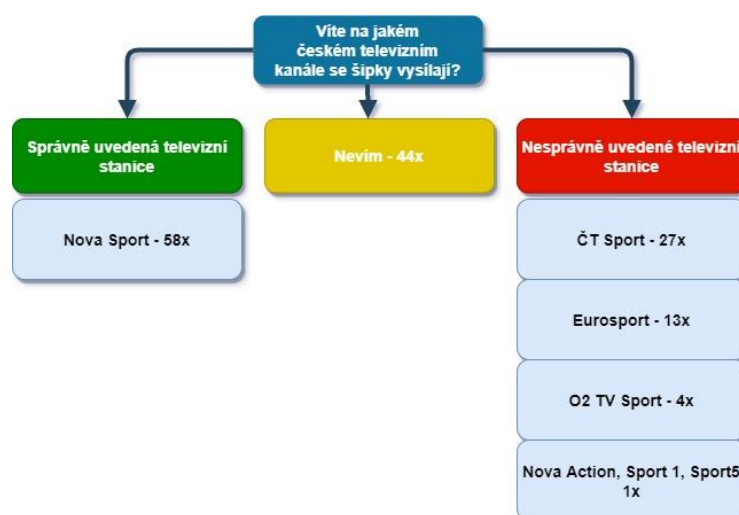 Víte na jakém
českém televizním
kanále se šipky vysílají?
Správně uvedená televizní
stanice
Nevím - 44x
Nesprávně uvedené televizní
stanice
Nova Sport - 58x
ČT Sport - 27x
Eurosport - 13x
O2 TV Sport - 4x
Nova Action, Sport 1, Sport5
1x